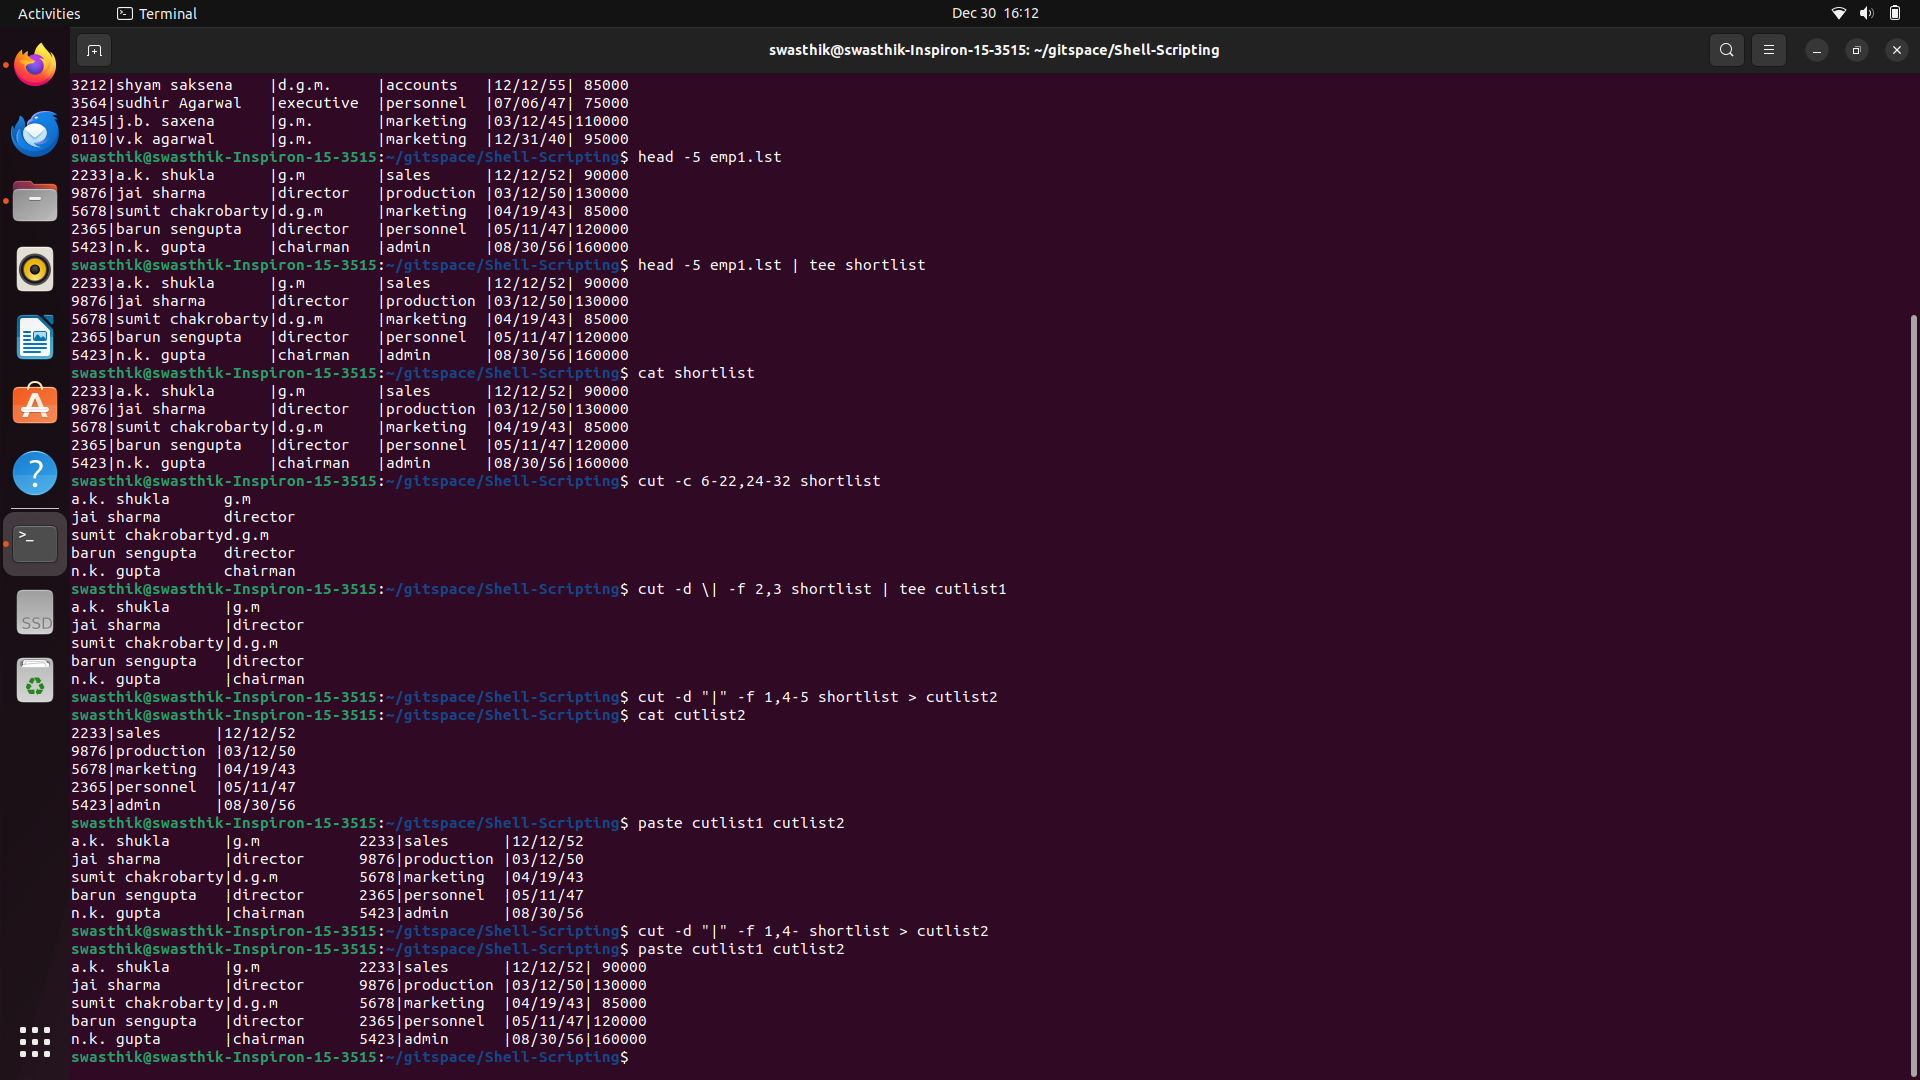 Activities Terminal Dec 30 16:12
swasthik@swasthik-Inspiron-15-3515: ~/gitspace/Shell-Scripting
3212|shyam saksena    |d.g.m.     |accounts   |12/12/55| 85000
3564|sudhir Agarwal   |executive  |personnel  |07/06/47| 75000
2345|j.b. saxena      |g.m.       |marketing  |03/12/45|110000
0110|v.k agarwal      |g.m.       |marketing  |12/31/40| 95000
swasthik@swasthik-Inspiron-15-3515:~/gitspace/Shell-Scripting$ head -5 emp1.lst
2233|a.k. shukla      |g.m        |sales      |12/12/52| 90000
9876|jai sharma       |director   |production |03/12/50|130000
5678|sumit chakrobarty|d.g.m      |marketing  |04/19/43| 85000
2365|barun sengupta   |director   |personnel  |05/11/47|120000
5423|n.k. gupta       |chairman   |admin      |08/30/56|160000
swasthik@swasthik-Inspiron-15-3515:~/gitspace/Shell-Scripting$ head -5 emp1.lst | tee shortlist
2233|a.k. shukla      |g.m        |sales      |12/12/52| 90000
9876|jai sharma       |director   |production |03/12/50|130000
5678|sumit chakrobarty|d.g.m      |marketing  |04/19/43| 85000
2365|barun sengupta   |director   |personnel  |05/11/47|120000
5423|n.k. gupta       |chairman   |admin      |08/30/56|160000
swasthik@swasthik-Inspiron-15-3515:~/gitspace/Shell-Scripting$ cat shortlist
2233|a.k. shukla      |g.m        |sales      |12/12/52| 90000
9876|jai sharma       |director   |production |03/12/50|130000
5678|sumit chakrobarty|d.g.m      |marketing  |04/19/43| 85000
2365|barun sengupta   |director   |personnel  |05/11/47|120000
5423|n.k. gupta       |chairman   |admin      |08/30/56|160000
swasthik@swasthik-Inspiron-15-3515:~/gitspace/Shell-Scripting$ cut -c 6-22,24-32 shortlist
a.k. shukla      g.m
jai sharma       director
sumit chakrobartyd.g.m
barun sengupta   director
n.k. gupta       chairman
swasthik@swasthik-Inspiron-15-3515:~/gitspace/Shell-Scripting$ cut -d \| -f 2,3 shortlist | tee cutlist1
a.k. shukla      |g.m
jai sharma       |director
sumit chakrobarty|d.g.m
barun sengupta   |director
n.k. gupta       |chairman
swasthik@swasthik-Inspiron-15-3515:~/gitspace/Shell-Scripting$ cut -d "|" -f 1,4-5 shortlist > cutlist2
swasthik@swasthik-Inspiron-15-3515:~/gitspace/Shell-Scripting$ cat cutlist2
2233|sales      |12/12/52
9876|production |03/12/50
5678|marketing  |04/19/43
2365|personnel  |05/11/47
5423|admin      |08/30/56
swasthik@swasthik-Inspiron-15-3515:~/gitspace/Shell-Scripting$ paste cutlist1 cutlist2
a.k. shukla      |g.m           2233|sales      |12/12/52
jai sharma       |director      9876|production |03/12/50
sumit chakrobarty|d.g.m         5678|marketing  |04/19/43
barun sengupta   |director      2365|personnel  |05/11/47
n.k. gupta       |chairman      5423|admin      |08/30/56
swasthik@swasthik-Inspiron-15-3515:~/gitspace/Shell-Scripting$ cut -d "|" -f 1,4- shortlist > cutlist2
swasthik@swasthik-Inspiron-15-3515:~/gitspace/Shell-Scripting$ paste cutlist1 cutlist2
a.k. shukla      |g.m           2233|sales      |12/12/52| 90000
jai sharma       |director      9876|production |03/12/50|130000
sumit chakrobarty|d.g.m         5678|marketing  |04/19/43| 85000
barun sengupta   |director      2365|personnel  |05/11/47|120000
n.k. gupta       |chairman      5423|admin      |08/30/56|160000
swasthik@swasthik-Inspiron-15-3515:~/gitspace/Shell-Scripting$
SSD